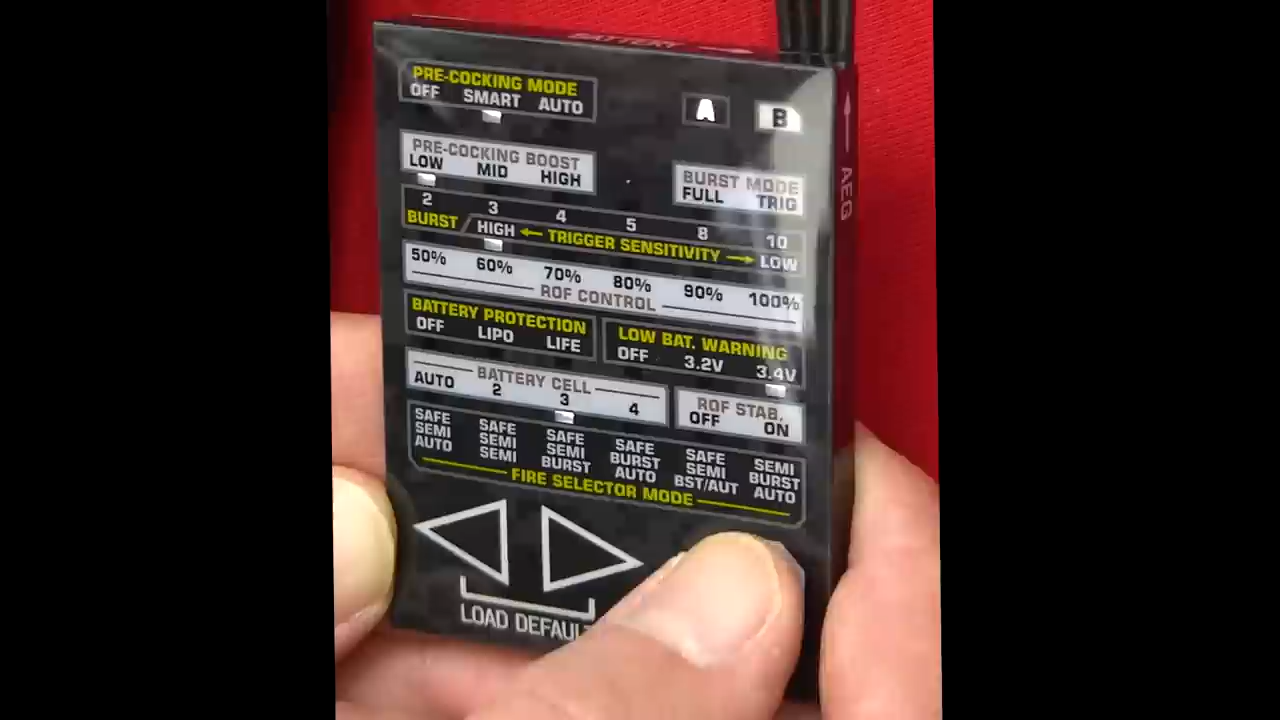 BATTERY
PRE-COCKING MODE
OFF SMART AUTO
A B
AEG
PRE-COCKING BOOST
LOW MID HIGH
BURST MODE
FULL TRIG
2 3 4 5 8 10
BURST HIGH TRIGGER SENSITIVITY LOW
50% 60% 70% 80% 90% 100%
ROF CONTROL
BATTERY PROTECTION
OFF LIPO LIFE
LOW BAT. WARNING
OFF 3.2V 3.4V
BATTERY CELL
AUTO 2 3 4
ROF STAB.
OFF ON
SAFE SAFE SAFE SAFE SAFE SEMI
SEMI SEMI SEMI BURST SEMI BURST
AUTO SEMI BURST AUTO BST/AUT AUTO
FIRE SELECTOR MODE
LOAD